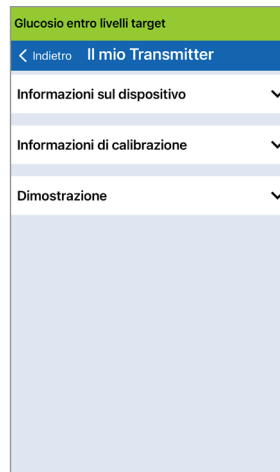 Glucosio entro livelli target
Indietro Il mio Transmitter
Informazioni sul dispositivo
Informazioni di calibrazione
Dimostrazione